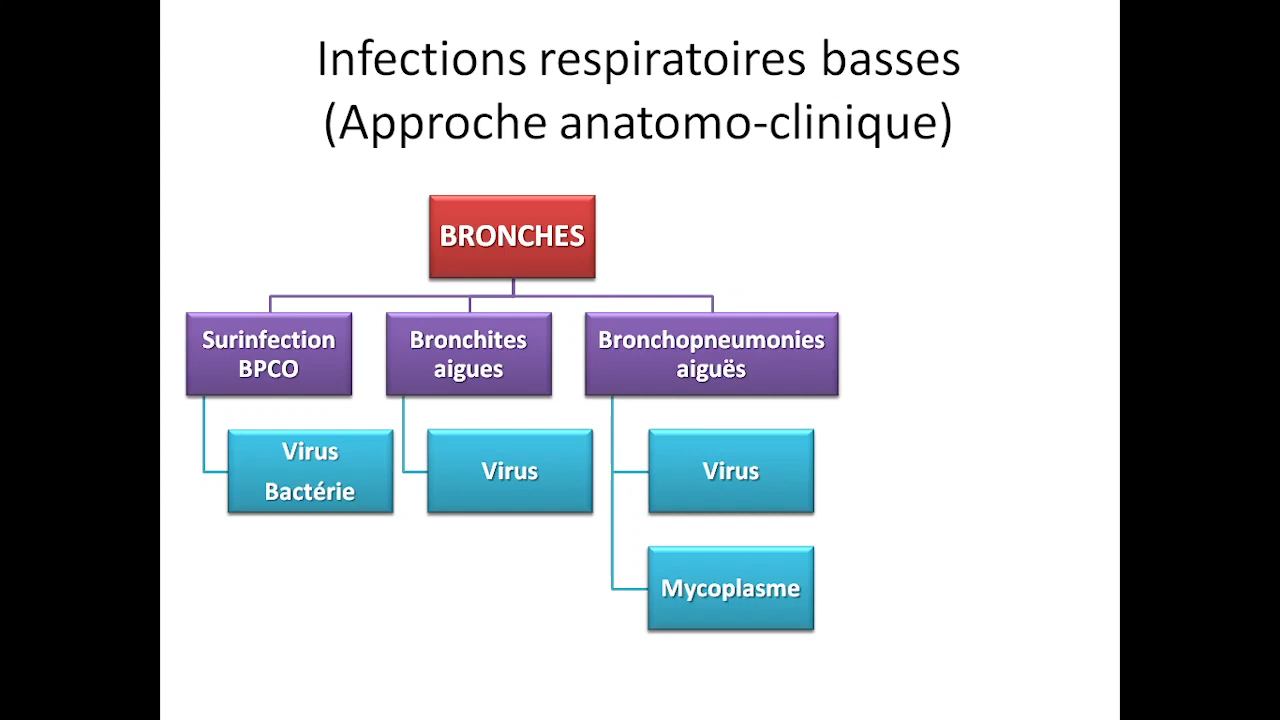 Infections respiratoires basses
(Approche anatomo-clinique)
BRONCHES
Surinfection
BPCO
Bronchites
aigues
Bronchopneumonies
aiguës
Virus
Bactérie
Virus
Virus
Mycoplasme